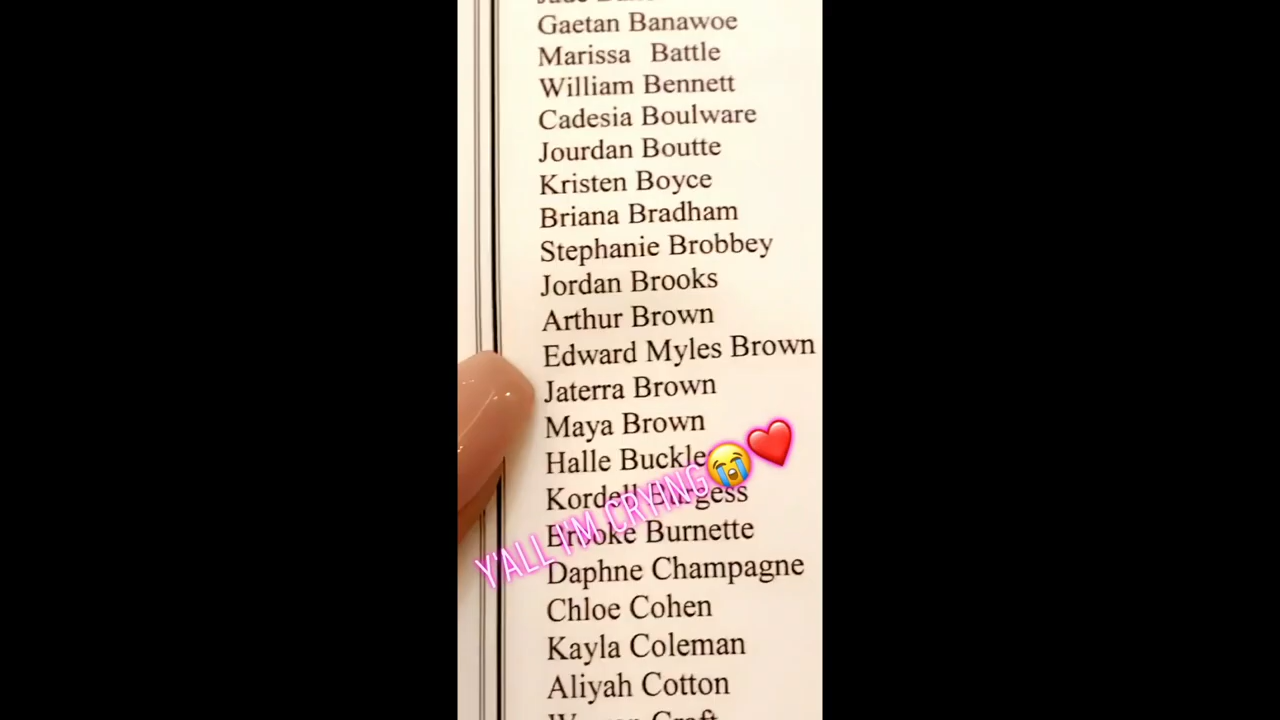 Gaetan Banawoe
Marissa Battle
William Bennett
Cadesia Boulware
Jourdan Boutte
Kristen Boyce
Briana Bradham
Stephanie Brobbey
Jordan Brooks
Arthur Brown
Edward Myles Brown
Jaterra Brown
Maya Brown
Halle
Kordell Burgess
Brooke Burnette
Y'ALL I'M CRYING😭❤️
Daphne Champagne
Chloe Cohen
Kayla Coleman
Aliyah Cotton